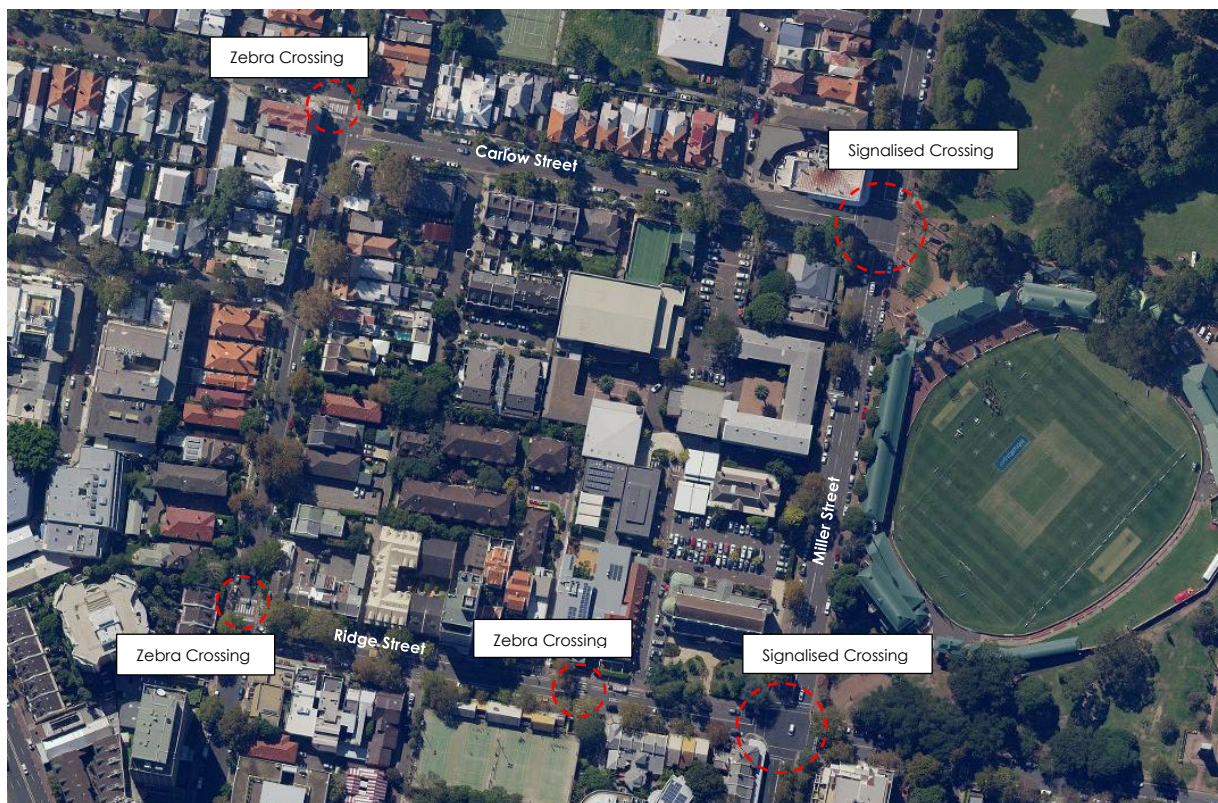 Zebra Crossing
Carlow Street
Signalised Crossing
Miller Street
Zebra Crossing
Ridge Street
Zebra Crossing
Signalised Crossing